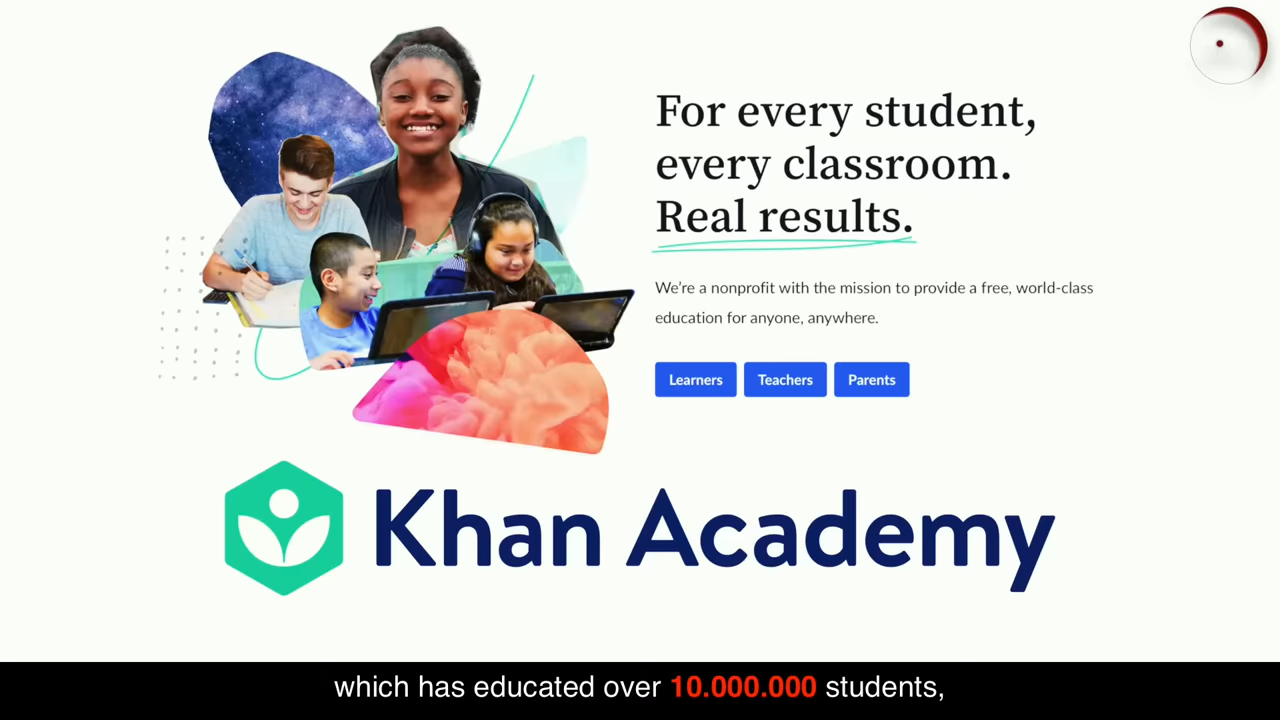 For every student,
every classroom.
Real results.
We’re a nonprofit with the mission to provide a free, world-class
education for anyone, anywhere.
Learners
Teachers
Parents
Khan Academy
which has educated over 10.000.000 students,